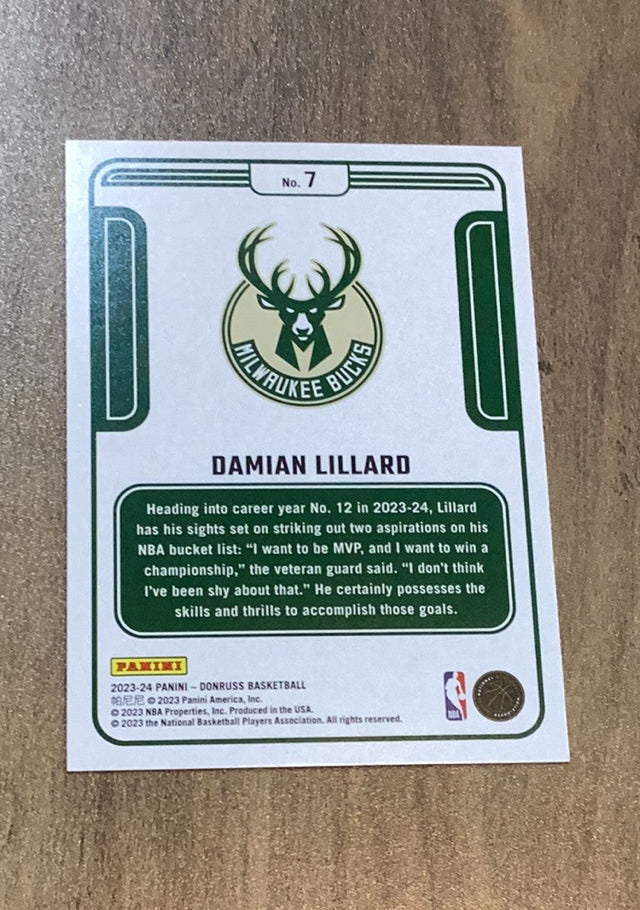 No. 7
MILWAUKEE BUCKS
DAMIAN LILLARD
Heading into career year No. 12 in 2023-24, Lillard
has his sights set on striking out two aspirations on his
NBA bucket list: “I want to be MVP, and I want to win a
championship,” the veteran guard said. “I don't think
I've been shy about that.” He certainly possesses the
skills and thrills to accomplish those goals.
PANINI
2023-24 PANINI – DONRUSS BASKETBALL
帕尼尼 © 2023 Panini America, Inc.
© 2023 NBA Properties, Inc. Produced in the USA.
© 2023 the National Basketball Players Association. All rights reserved.
NBA